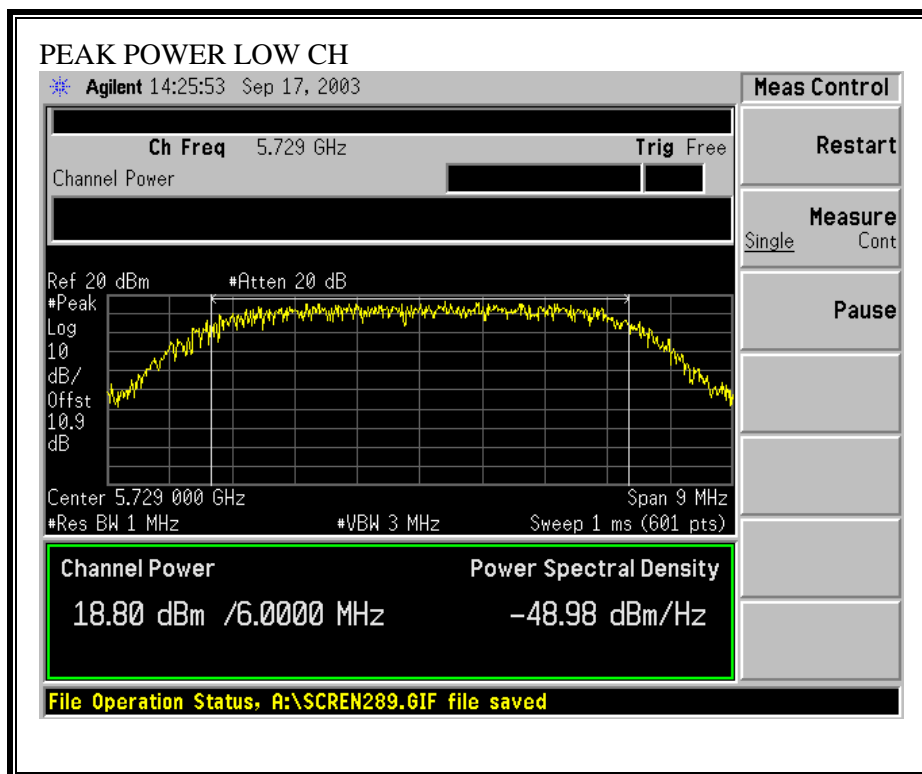 PEAK POWER LOW CH
Agilent 14:25:53 Sep 17, 2003
Meas Control
Ch Freq 5.729 GHz Trig Free
Channel Power
Restart
Measure
Single Cont
Pause
Ref 20 dBm #Atten 20 dB
#Peak
Log
10
dB/
Offst
10.9
dB
Center 5.729 000 GHz Span 9 MHz
#Res BW 1 MHz #VBW 3 MHz Sweep 1 ms (601 pts)
Channel Power Power Spectral Density
18.80 dBm /6.0000 MHz -48.98 dBm/Hz
File Operation Status, A:\SCREN289.GIF file saved